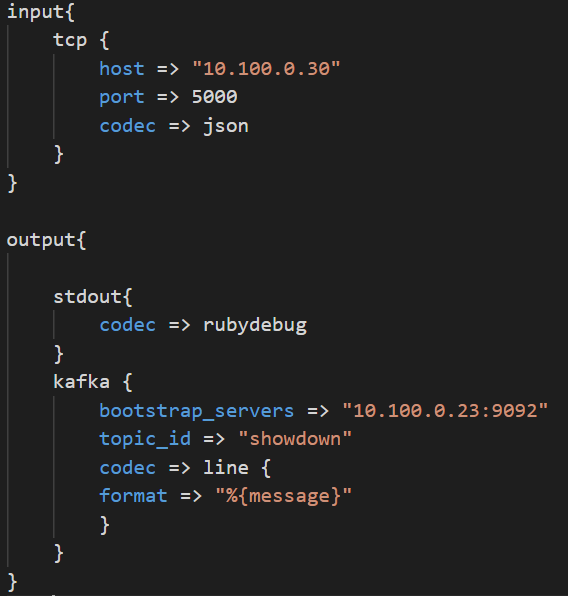 input{
    tcp {
        host => "10.100.0.30"
        port => 5000
        codec => json
    }
}

output{

    stdout{
        codec => rubydebug
    }
    kafka {
        bootstrap_servers => "10.100.0.23:9092"
        topic_id => "showdown"
        codec => line {
        format => "%{message}"
        }
    }
}